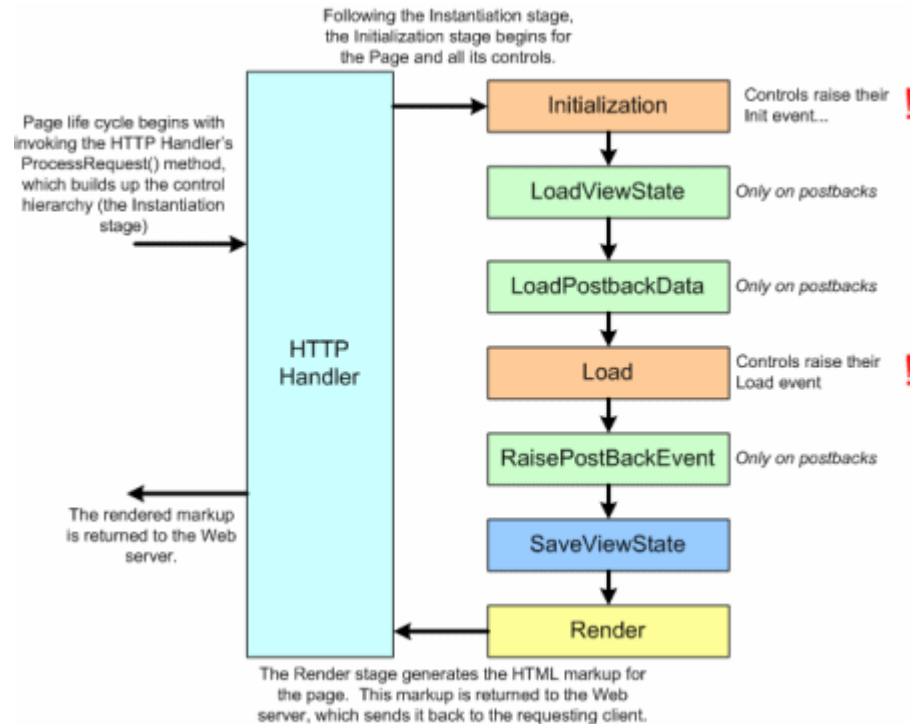 Following the Instantiation stage,
the Initialization stage begins for
the Page and all its controls.
Page life cycle begins with
invoking the HTTP Handler's
ProcessRequest() method,
which builds up the control
hierarchy (the Instantiation
stage)
HTTP
Handler
Initialization
Controls raise their
Init event...
!
LoadViewState
Only on postbacks
LoadPostbackData
Only on postbacks
Load
Controls raise their
Load event
!
RaisePostBackEvent
Only on postbacks
SaveViewState
Render
The rendered markup
is returned to the Web
server.
The Render stage generates the HTML markup for
the page. This markup is returned to the Web
server, which sends it back to the requesting client.